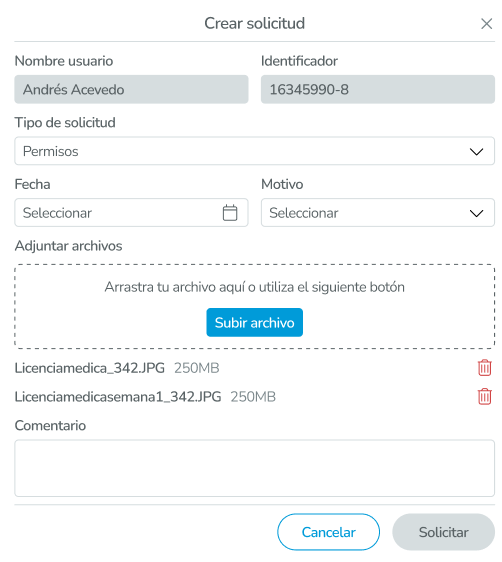 Crear solicitud
Nombre usuario Identificador
Andrés Acevedo 16345990-8
Tipo de solicitud
Permisos
Fecha Motivo
Seleccionar Seleccionar
Adjuntar archivos
Arrastra tu archivo aquí o utiliza el siguiente botón
Subir archivo
Licenciamedica_342.JPG 250MB
Licenciamedicasemana1_342.JPG 250MB
Comentario
Cancelar Solicitar